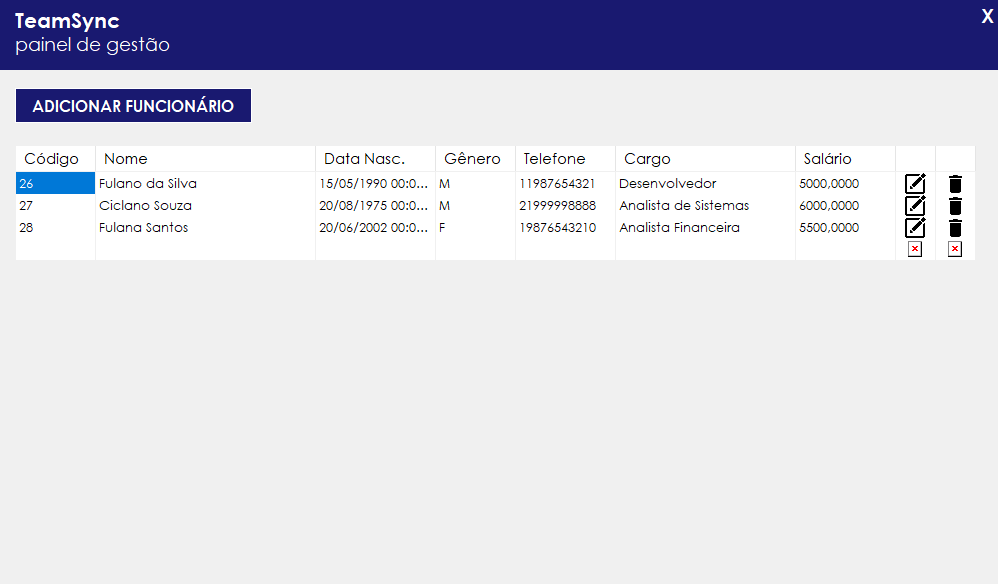 TeamSync
painel de gestão
X
ADICIONAR FUNCIONÁRIO
Código Nome Data Nasc. Gênero Telefone Cargo Salário
26 Fulano da Silva 15/05/1990 00:0... M 11987654321 Desenvolvedor 5000,0000
27 Ciclano Souza 20/08/1975 00:0... M 21999998888 Analista de Sistemas 6000,0000
28 Fulana Santos 20/06/2002 00:0... F 19876543210 Analista Financeira 5500,0000